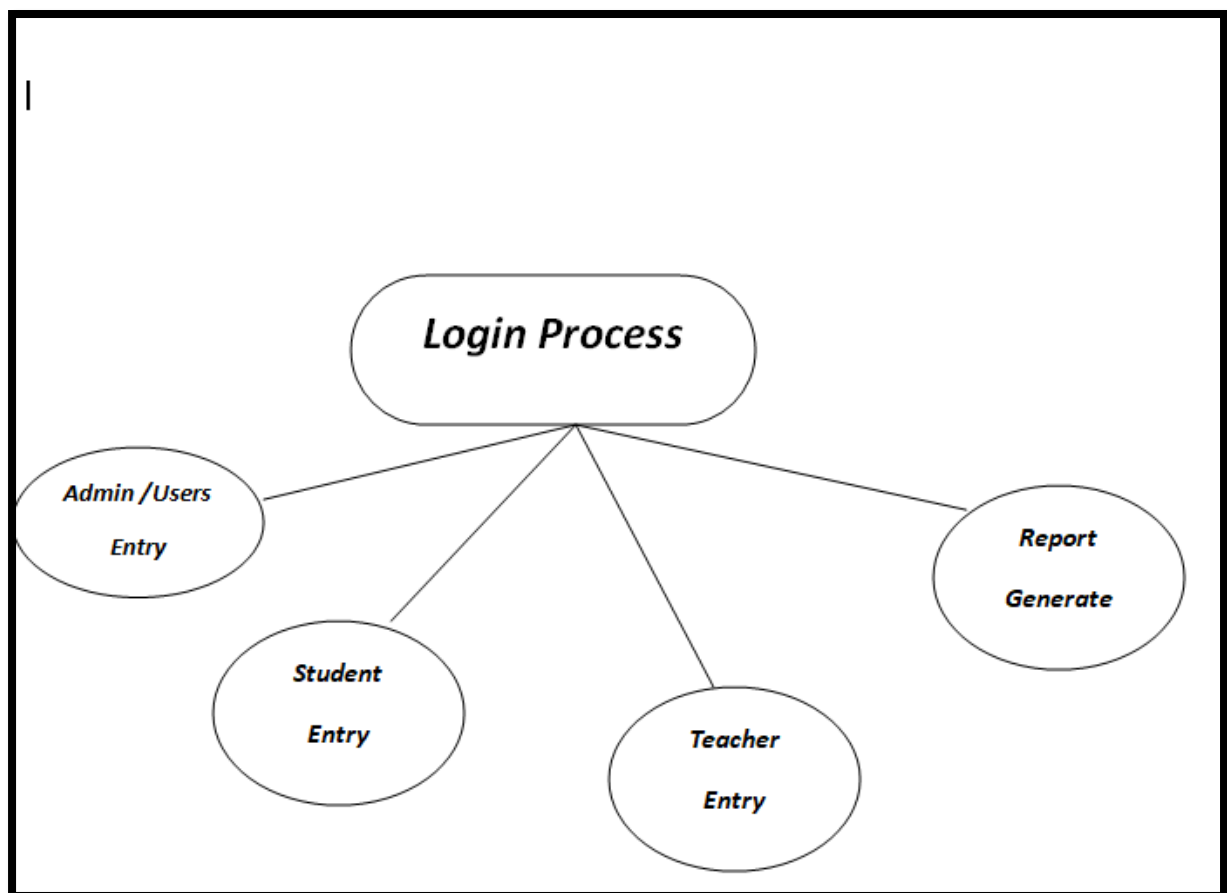 Login Process
Admin /Users
Entry
Student
Entry
Teacher
Entry
Report
Generate